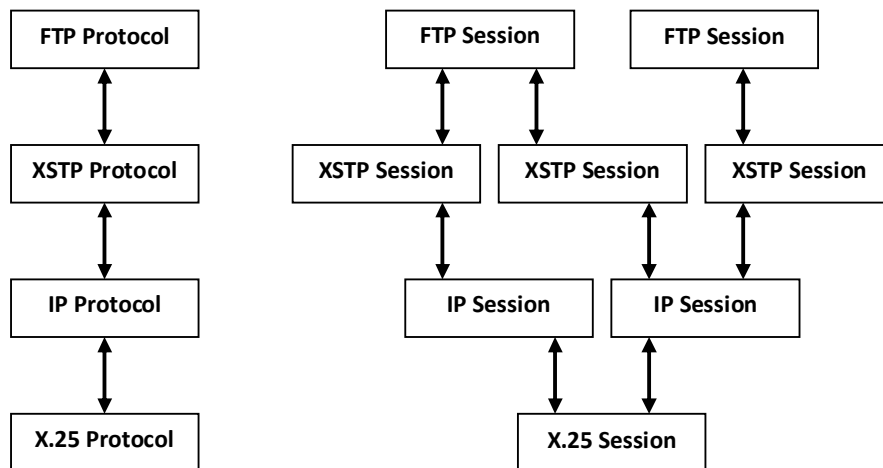 FTP Protocol
FTP Session
FTP Session
XSTP Protocol
XSTP Session
XSTP Session
XSTP Session
IP Protocol
IP Session
IP Session
X.25 Protocol
X.25 Session